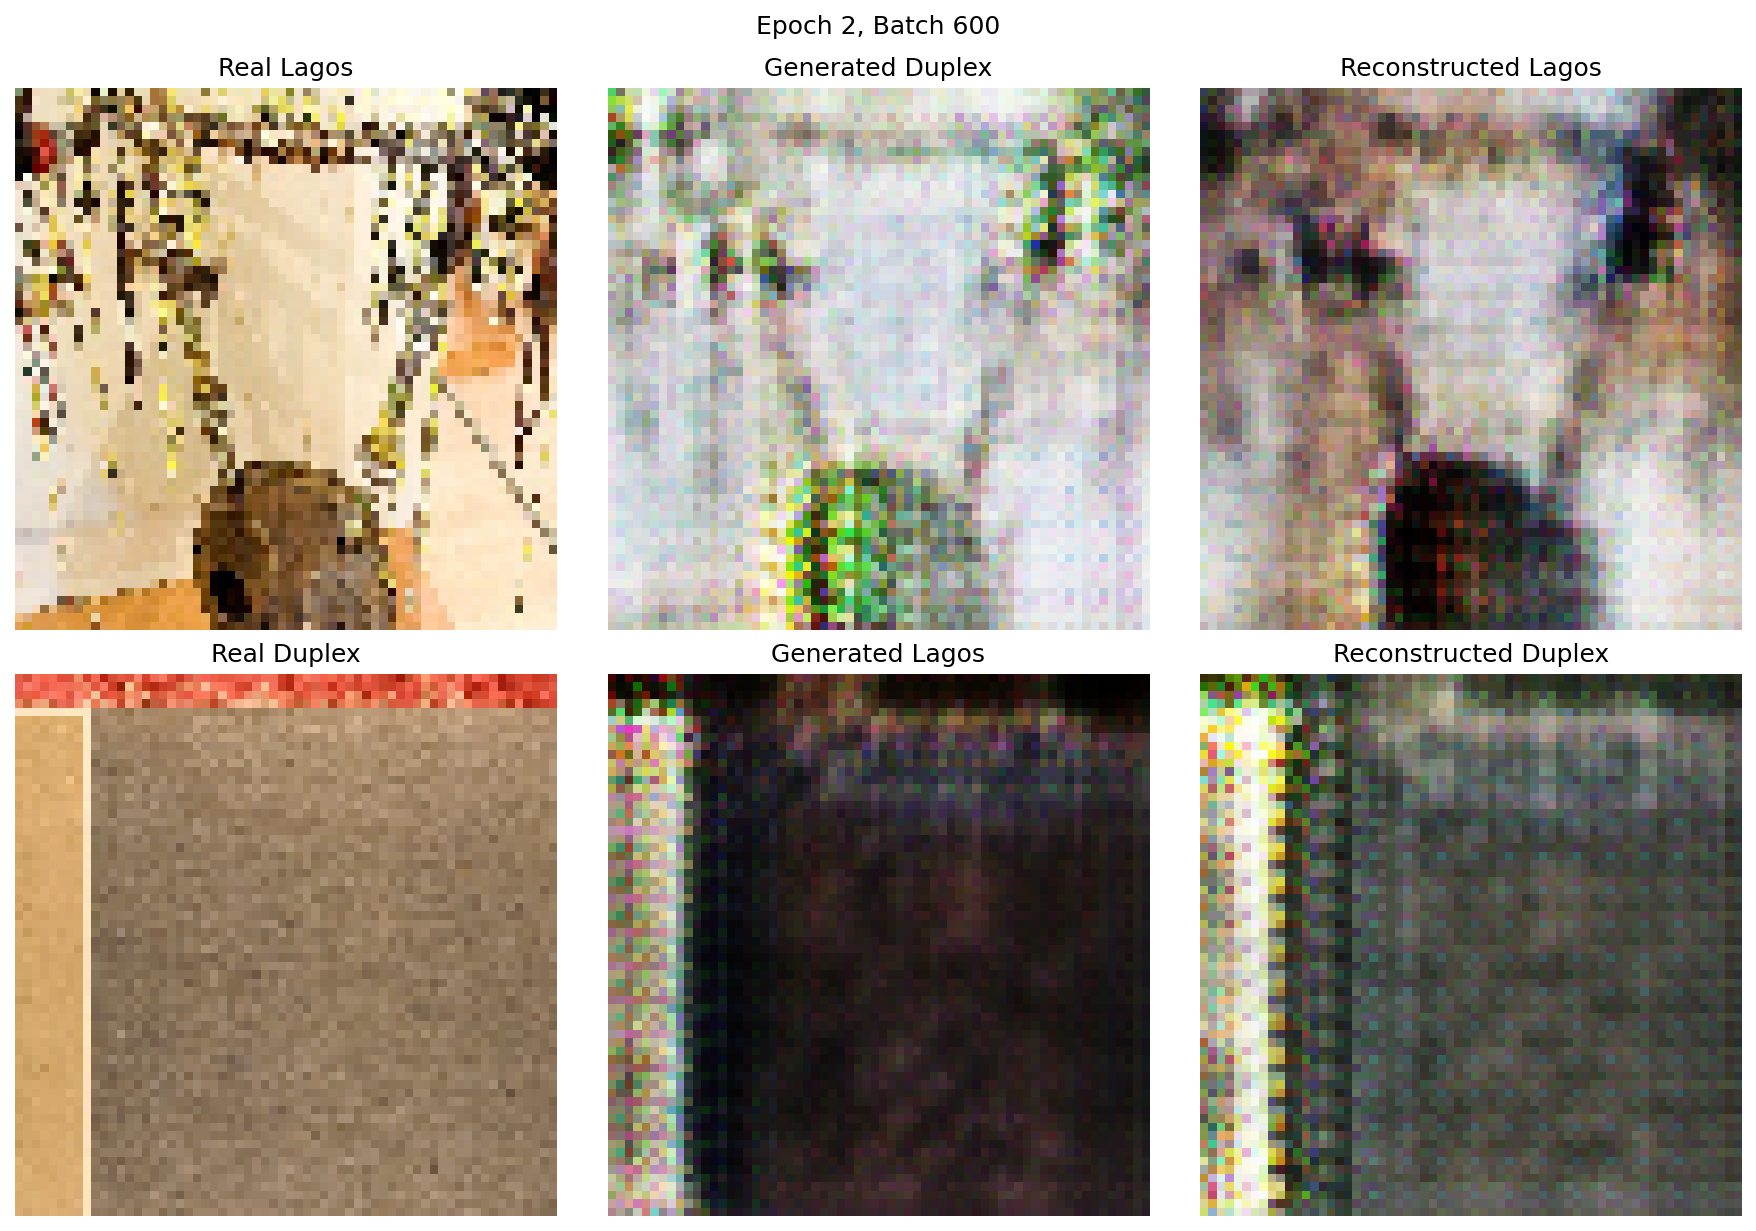 Epoch 2, Batch 600
Real Lagos
Generated Duplex
Reconstructed Lagos
Real Duplex
Generated Lagos
Reconstructed Duplex